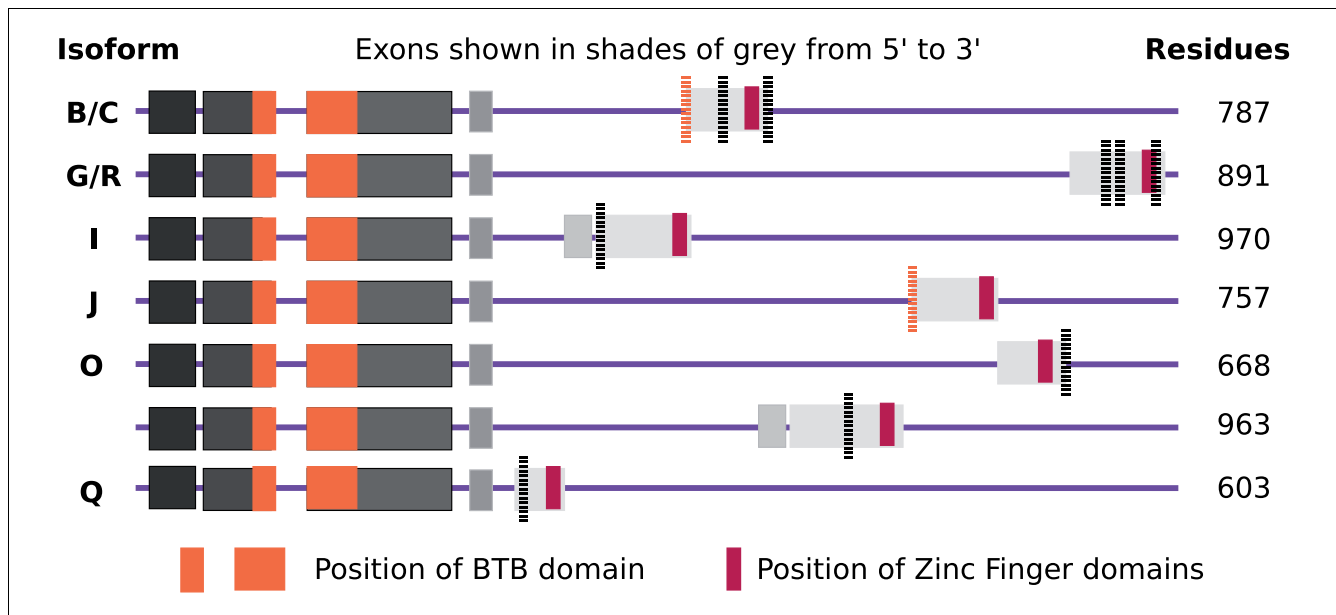 Isoform Exons shown in shades of grey from 5' to 3' Residues
B/C 787
G/R 891
I 970
J 757
O 668
963
Q 603
Position of BTB domain Position of Zinc Finger domains